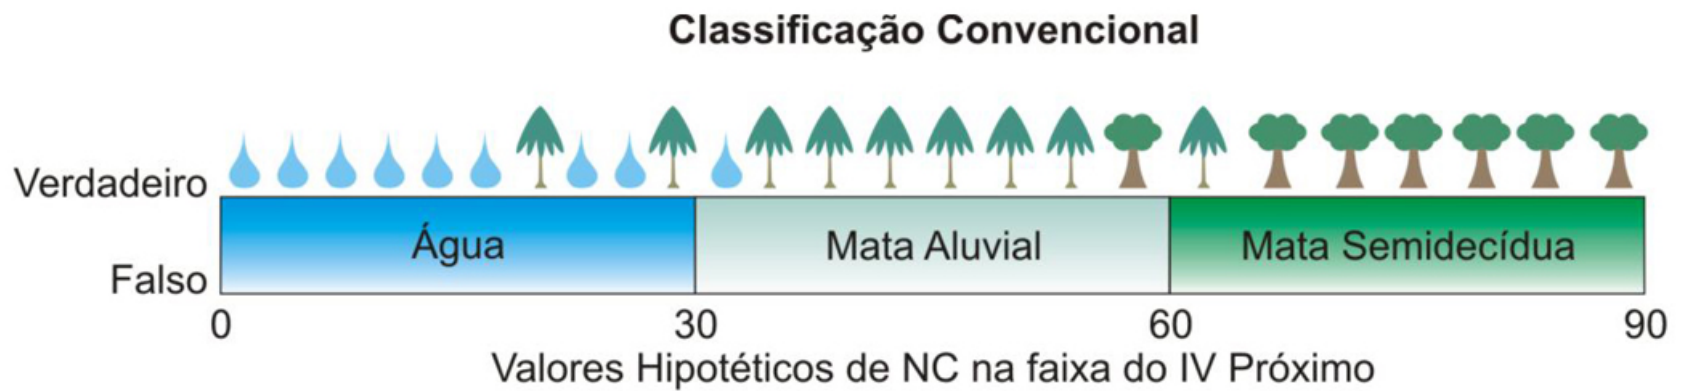 Classificação Convencional
Verdadeiro
Água
Mata Aluvial
Mata Semidecídua
Falso
0
30
60
90
Valores Hipotéticos de NC na faixa do IV Próximo